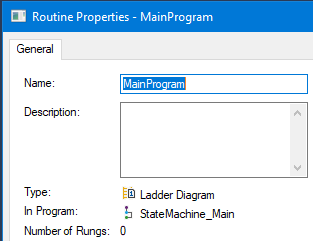 Routine Properties - MainProgram
General
Name: MainProgram
Description:
Type: Ladder Diagram
In Program: StateMachine_Main
Number of Rungs: 0